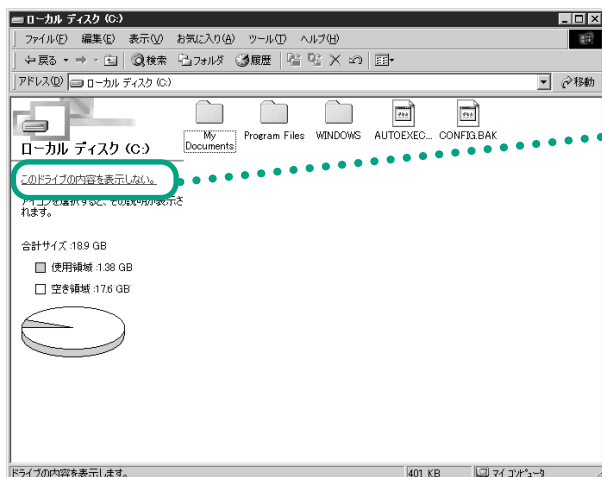 ローカル ディスク (C:)
ファイル(F) 編集(E) 表示(V) お気に入り(A) ツール(T) ヘルプ(H)
戻る 検索 フォルダ 履歴
アドレス(D) ローカル ディスク (C:) 移動
My Documents Program Files WINDOWS AUTOEXEC... CONFIG.BAK
ローカル ディスク (C:)
このドライブの内容を表示しない。
アイコンを選択すると、その説明が表示さ
れます。
合計サイズ :18.9 GB
使用領域 :1.38 GB
空き領域 :17.6 GB
ドライブの内容を表示します。 401 KB マイ コンピュータ